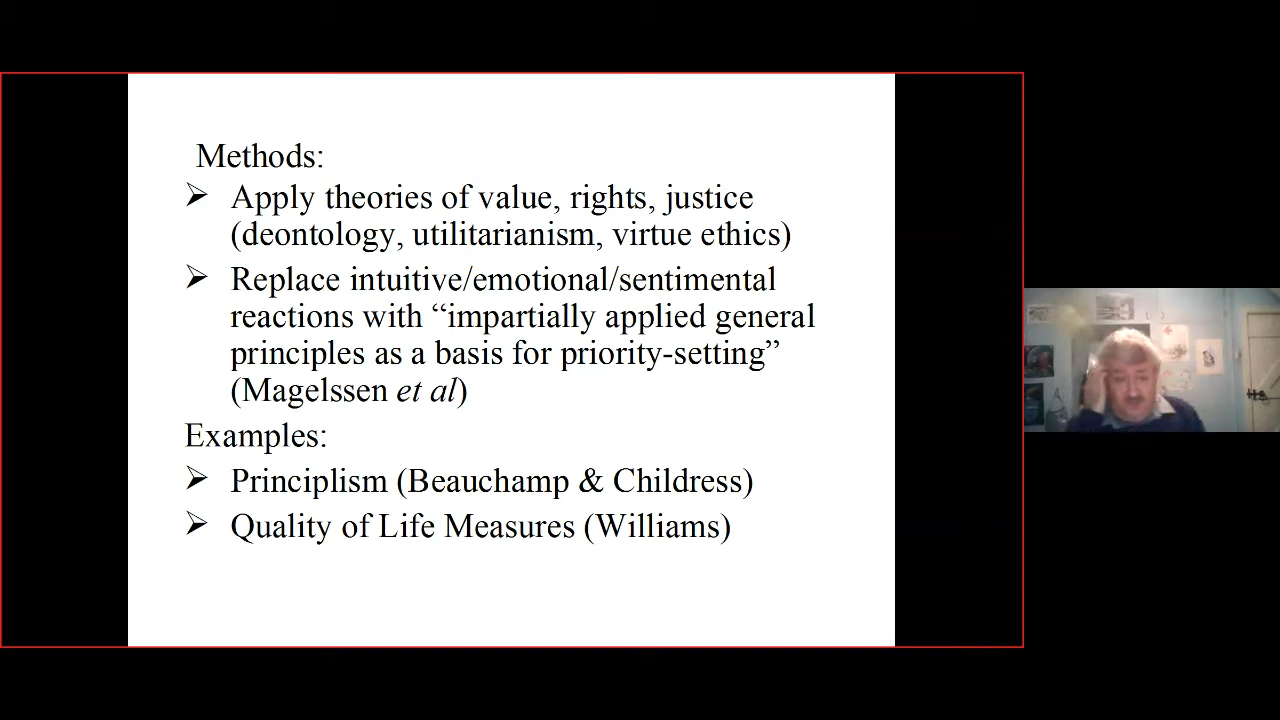 Methods:
➢ Apply theories of value, rights, justice
(deontology, utilitarianism, virtue ethics)
➢ Replace intuitive/emotional/sentimental
reactions with “impartially applied general
principles as a basis for priority-setting”
(Magelssen et al)
Examples:
➢ Principlism (Beauchamp & Childress)
➢ Quality of Life Measures (Williams)